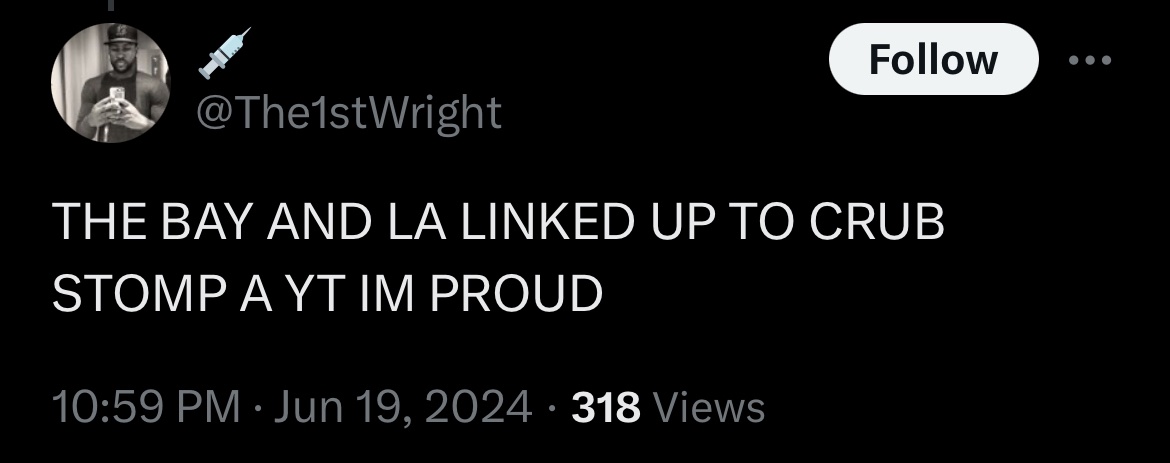 @The1stWright
Follow
THE BAY AND LA LINKED UP TO CRUB
STOMP A YT IM PROUD
10:59 PM · Jun 19, 2024 · 318 Views